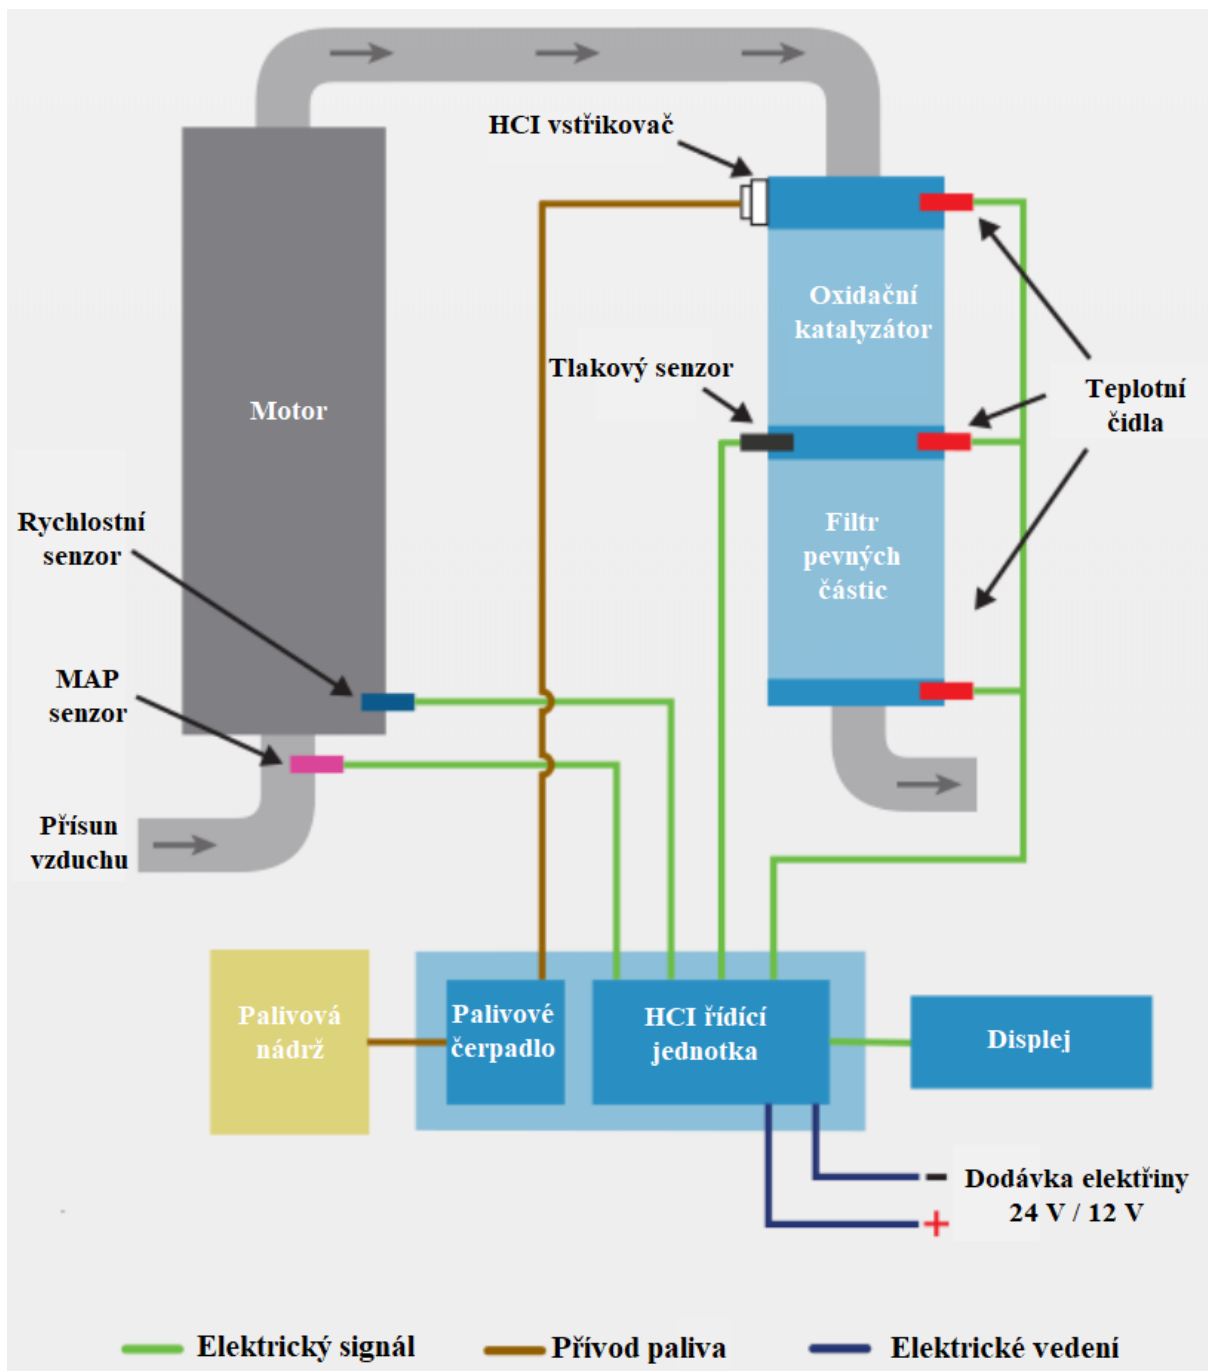 HCI vstřikovač
Oxidační
katalyzátor
Tlakový senzor
Teplotní
čidla
Motor
Rychlostní
senzor
Filtr
pevných
částic
MAP
senzor
Přísun
vzduchu
Palivová
nádrž
Palivové
čerpadlo
HCI řídící
jednotka
Displej
Dodávka elektřiny
24 V / 12 V
Elektrický signál
Přívod paliva
Elektrické vedení